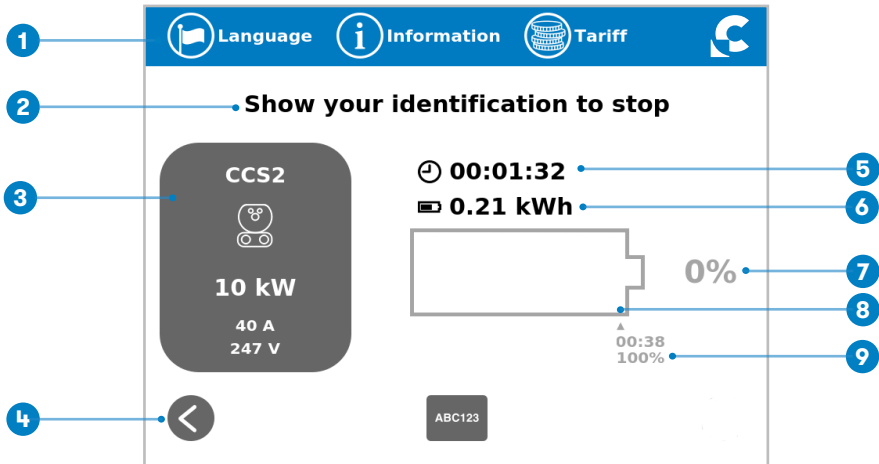 1
Language
Information
Tariff
2
Show your identification to stop
3
CCS2
10 kW
40 A
247 V
00:01:32
5
0.21 kWh
6
0%
7
8
00:38
100%
9
4
ABC123